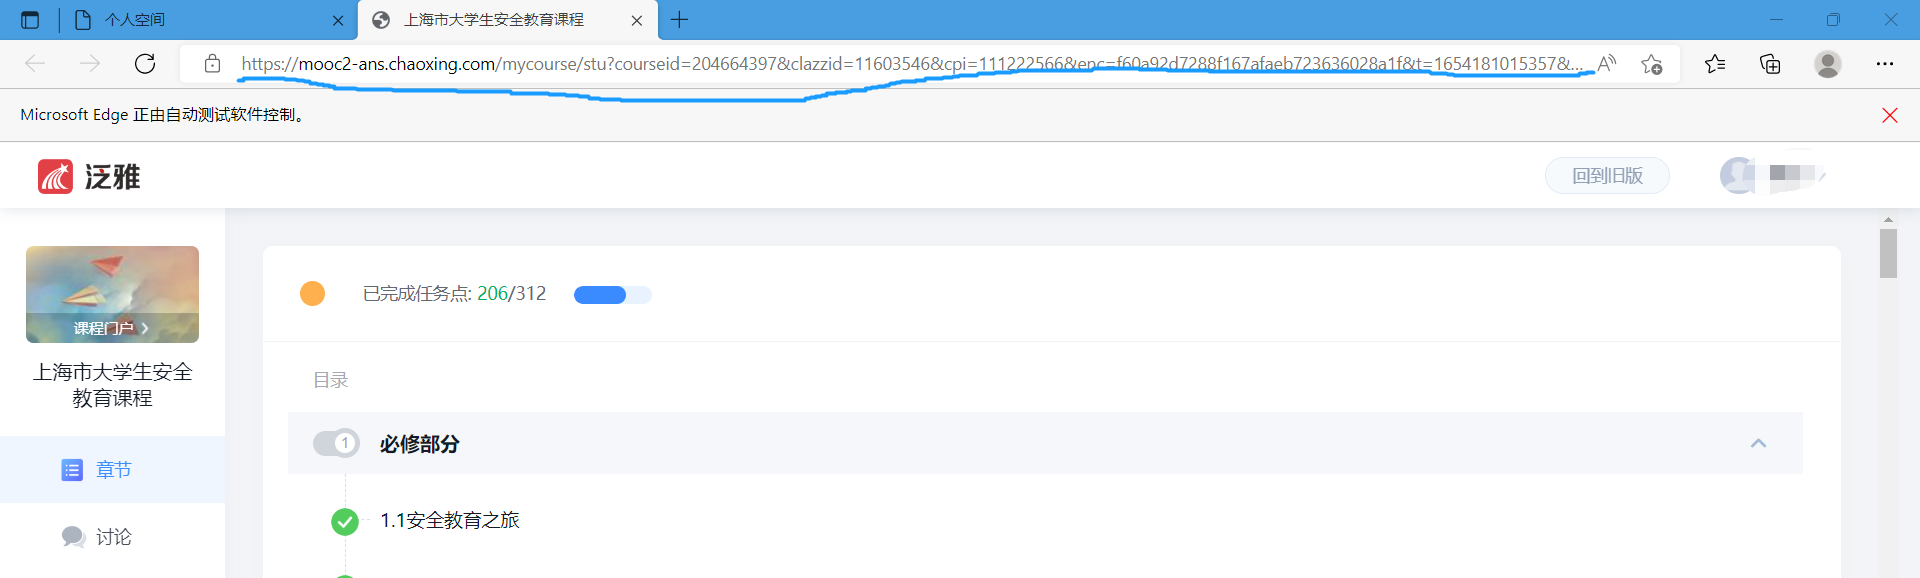 个人空间
上海市大学生安全教育课程
https://mooc2-ans.chaoxing.com/mycourse/stu?courseid=204664397&clazzid=11603546&cpi=111222566&enc=f60a92d7288f167afaeb723636028a1f&t=1654181015357&...
Microsoft Edge 正由自动测试软件控制。
泛雅
回到旧版
课程门户
上海市大学生安全
教育课程
章节
讨论
已完成任务点: 206/312
目录
1 必修部分
1.1安全教育之旅